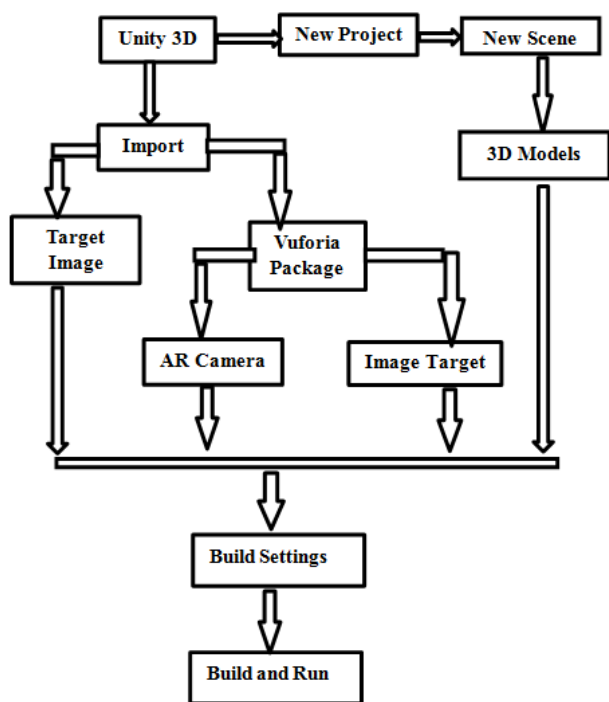 Unity 3D
New Project
New Scene
Import
3D Models
Target
Image
Vuforia
Package
AR Camera
Image Target
Build Settings
Build and Run